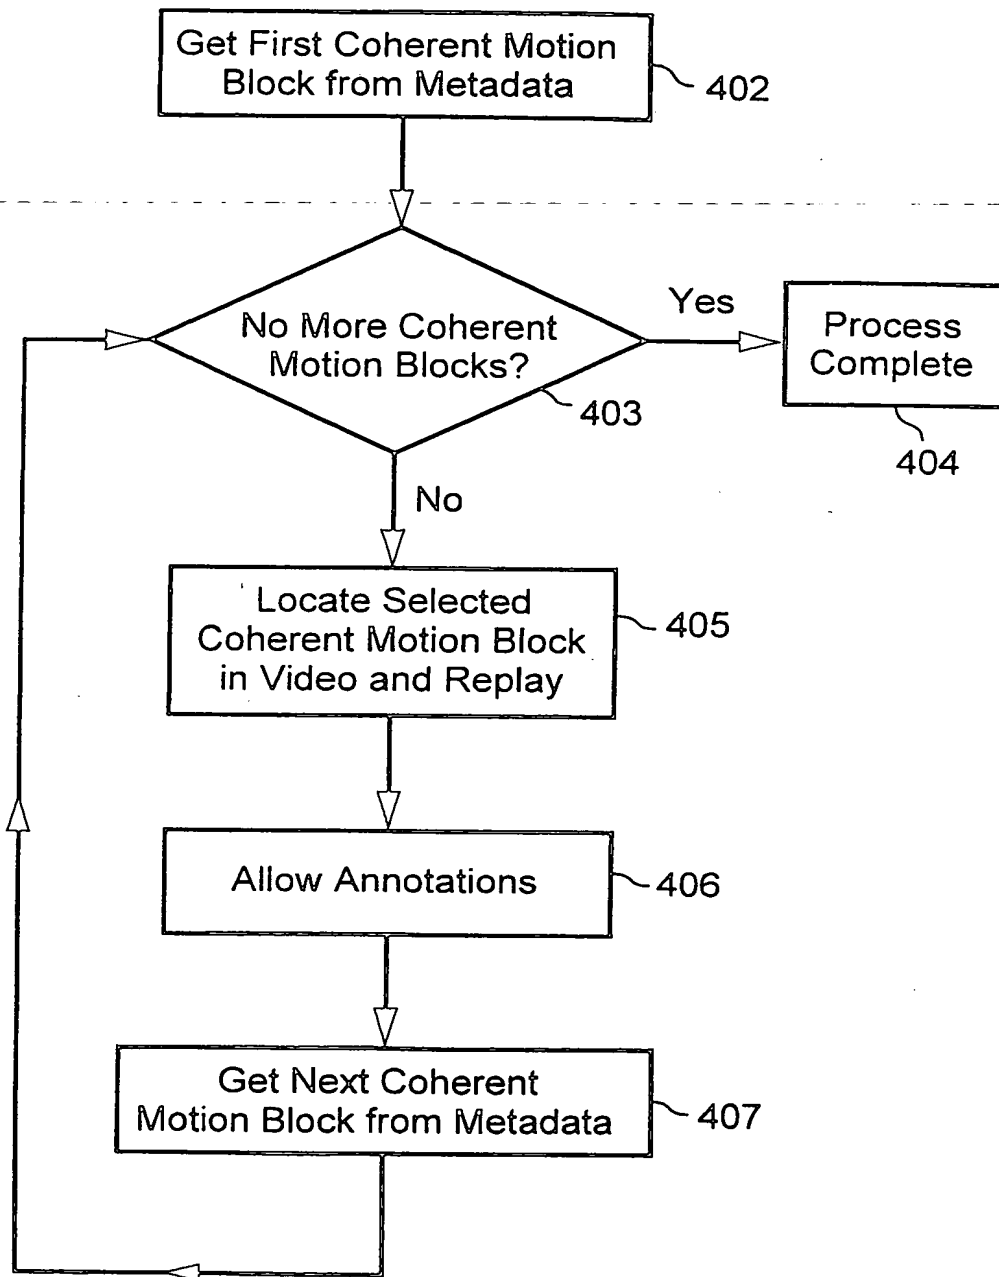 Get First Coherent Motion
Block from Metadata
402
No More Coherent
Motion Blocks?
403
Yes
Process
Complete
404
No
Locate Selected
Coherent Motion Block
in Video and Replay
405
Allow Annotations
406
Get Next Coherent
Motion Block from Metadata
407